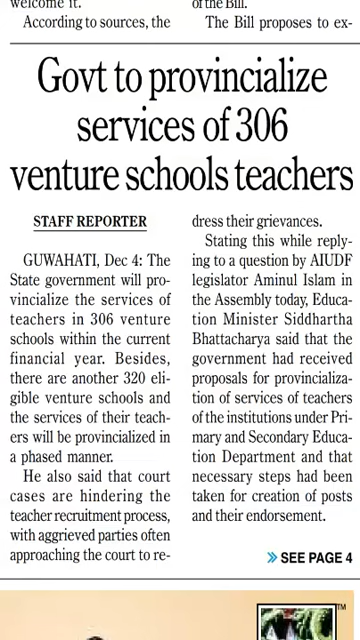 welcome it.
According to sources, the
of the Bill.
The Bill proposes to ex-
Govt to provincialize
services of 306
venture schools teachers
STAFF REPORTER
GUWAHATI, Dec 4: The
State government will pro-
vincialize the services of
teachers in 306 venture
schools within the current
financial year. Besides,
there are another 320 eli-
gible venture schools and
the services of their teach-
ers will be provincialized in
a phased manner.
He also said that court
cases are hindering the
teacher recruitment process,
with aggrieved parties often
approaching the court to re-
dress their grievances.
Stating this while reply-
ing to a question by AIUDF
legislator Aminul Islam in
the Assembly today, Educa-
tion Minister Siddhartha
Bhattacharya said that the
government had received
proposals for provincializa-
tion of services of teachers
of the institutions under Pri-
mary and Secondary Educa-
tion Department and that
necessary steps had been
taken for creation of posts
and their endorsement.
» SEE PAGE 4
TM